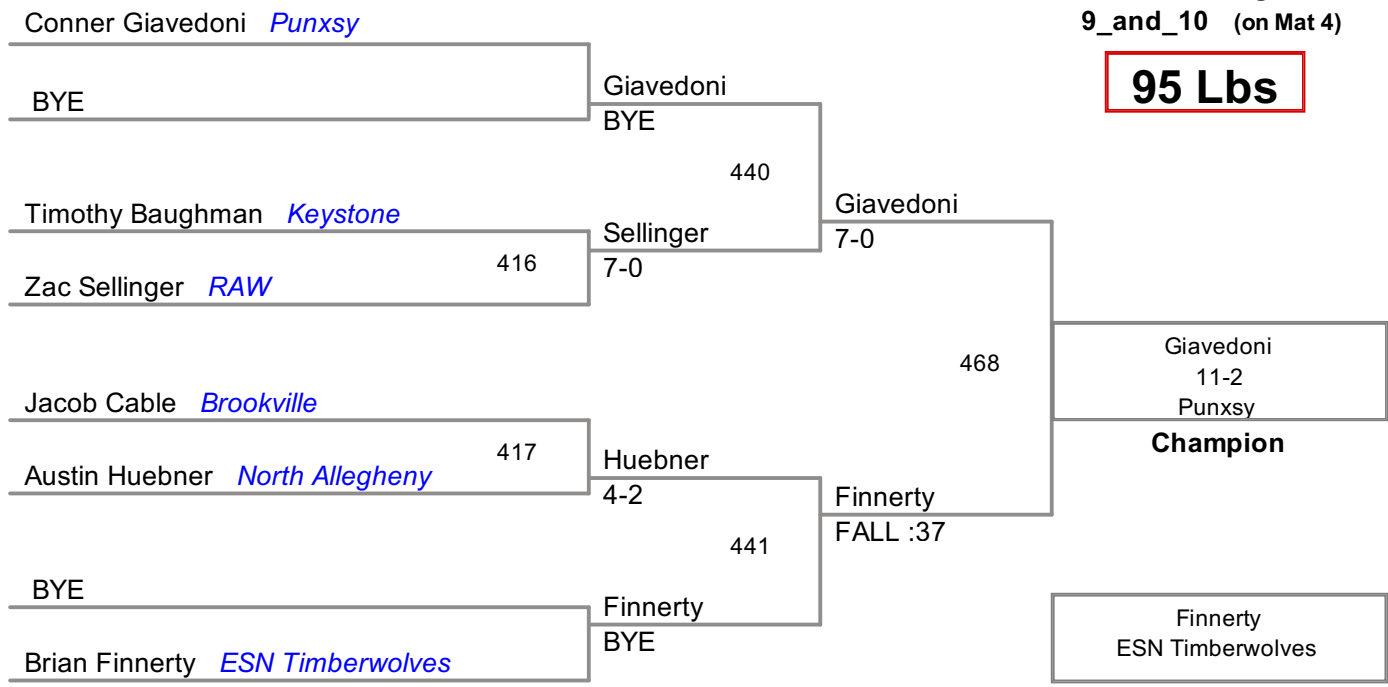 Conner Giavedoni Punxsy
9_and_10 (on Mat 4)
95 Lbs
BYE
Giavedoni
BYE
440
Timothy Baughman Keystone
Giavedoni
7-0
416
Sellinger
7-0
Zac Sellinger RAW
468
Giavedoni
11-2
Punxsy
Champion
Jacob Cable Brookville
417
Huebner
4-2
Austin Huebner North Allegheny
Finnerty
FALL :37
441
BYE
Finnerty
BYE
Brian Finnerty ESN Timberwolves
Finnerty
ESN Timberwolves